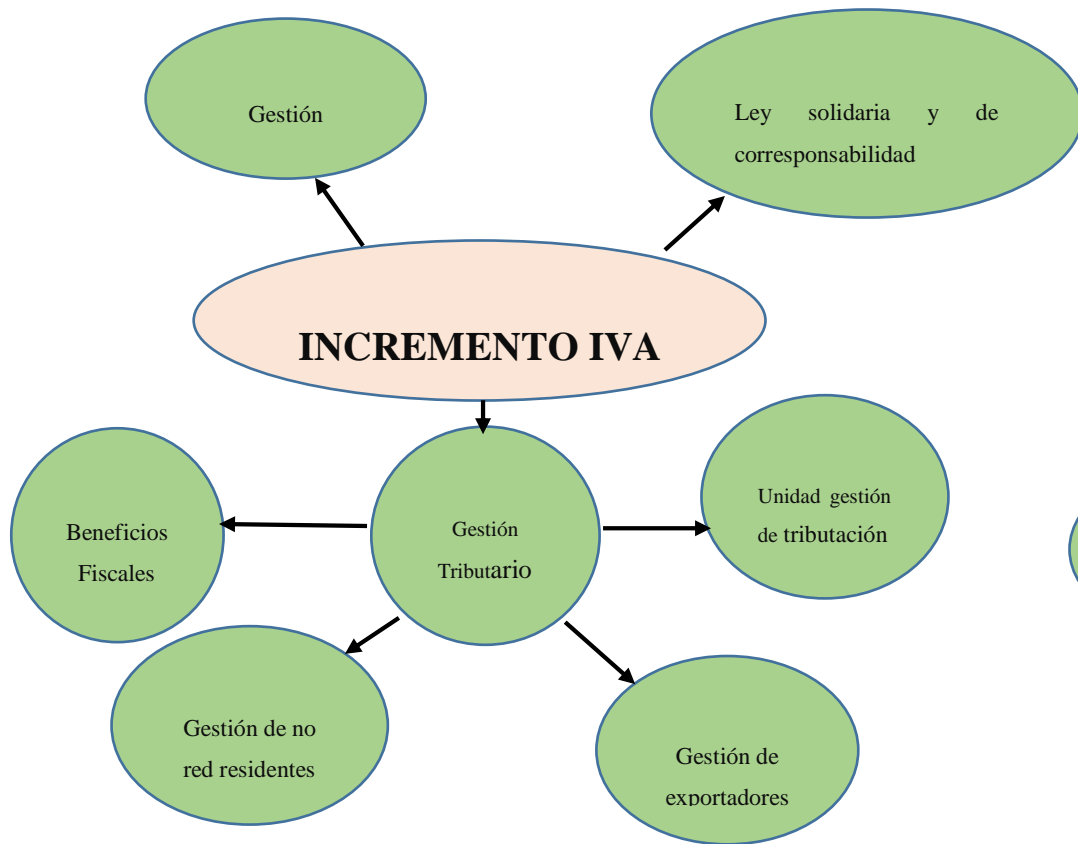 Gestión
Ley solidaria y de
corresponsabilidad
INCREMENTO IVA
Beneficios
Fiscales
Gestión
Tributario
Unidad gestión
de tributación
Gestión de no
red residentes
Gestión de
exportadores